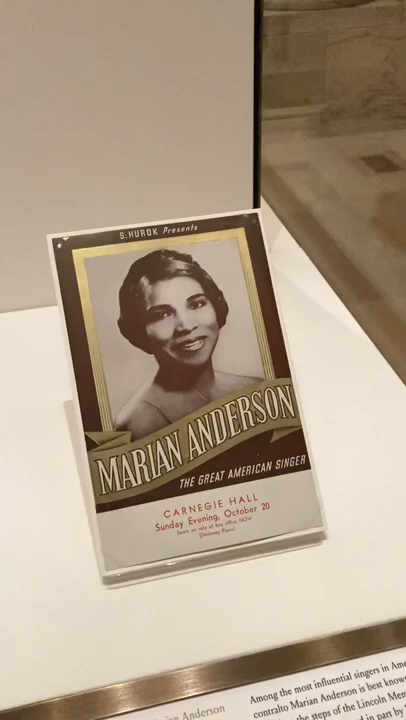 S. HUROK Presents
MARIAN ANDERSON
THE GREAT AMERICAN SINGER
CARNEGIE HALL
Sunday Evening, October 20
Seats on sale at box office NOW
(Steinway Piano)
Marian Anderson
Among the most influential singers in Ame
contralto Marian Anderson is best know
the steps of the Lincoln Mem
in part by